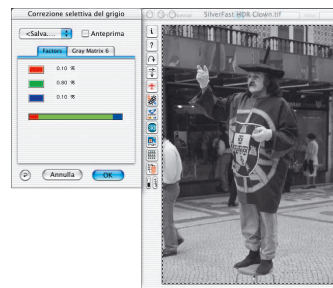 Correzione selettiva del grigio
<Salva....
Anteprima
Factors
Gray Matrix 6
0.10 %
0.80 %
0.10 %
Annulla
OK
SilverFast HDR Clown.tif